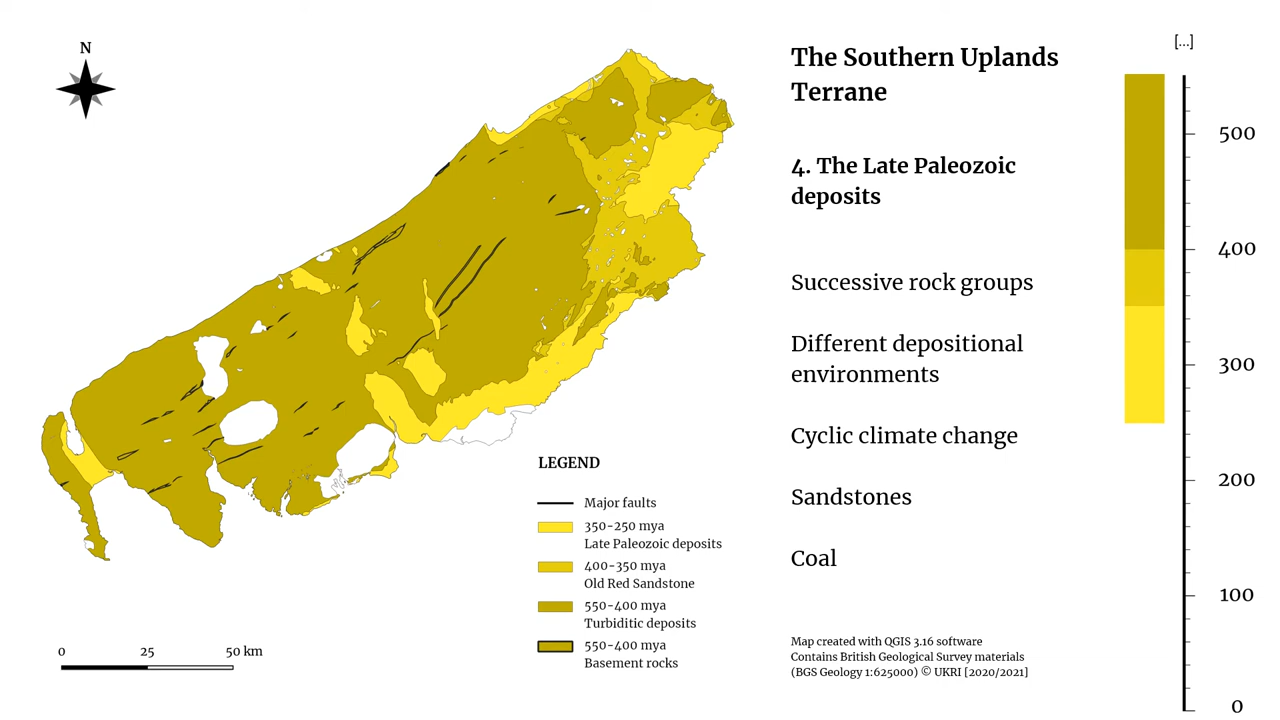 N
[...]
The Southern Uplands
Terrane
4. The Late Paleozoic
deposits
Successive rock groups
Different depositional
environments
Cyclic climate change
Sandstones
Coal
LEGEND
Major faults
350-250 mya
Late Paleozoic deposits
400-350 mya
Old Red Sandstone
550-400 mya
Turbiditic deposits
550-400 mya
Basement rocks
0 25 50 km
Map created with QGIS 3.16 software
Contains British Geological Survey materials
(BGS Geology 1:625000) © UKRI [2020/2021]
500
400
300
200
100
0